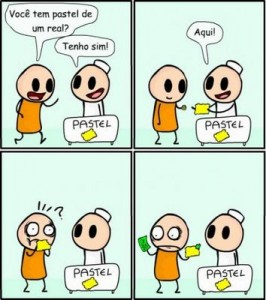 Você tem pastel de
um real?
Tenho sim!
PASTEL
Aqui!
PASTEL
!?
PASTEL
PASTEL